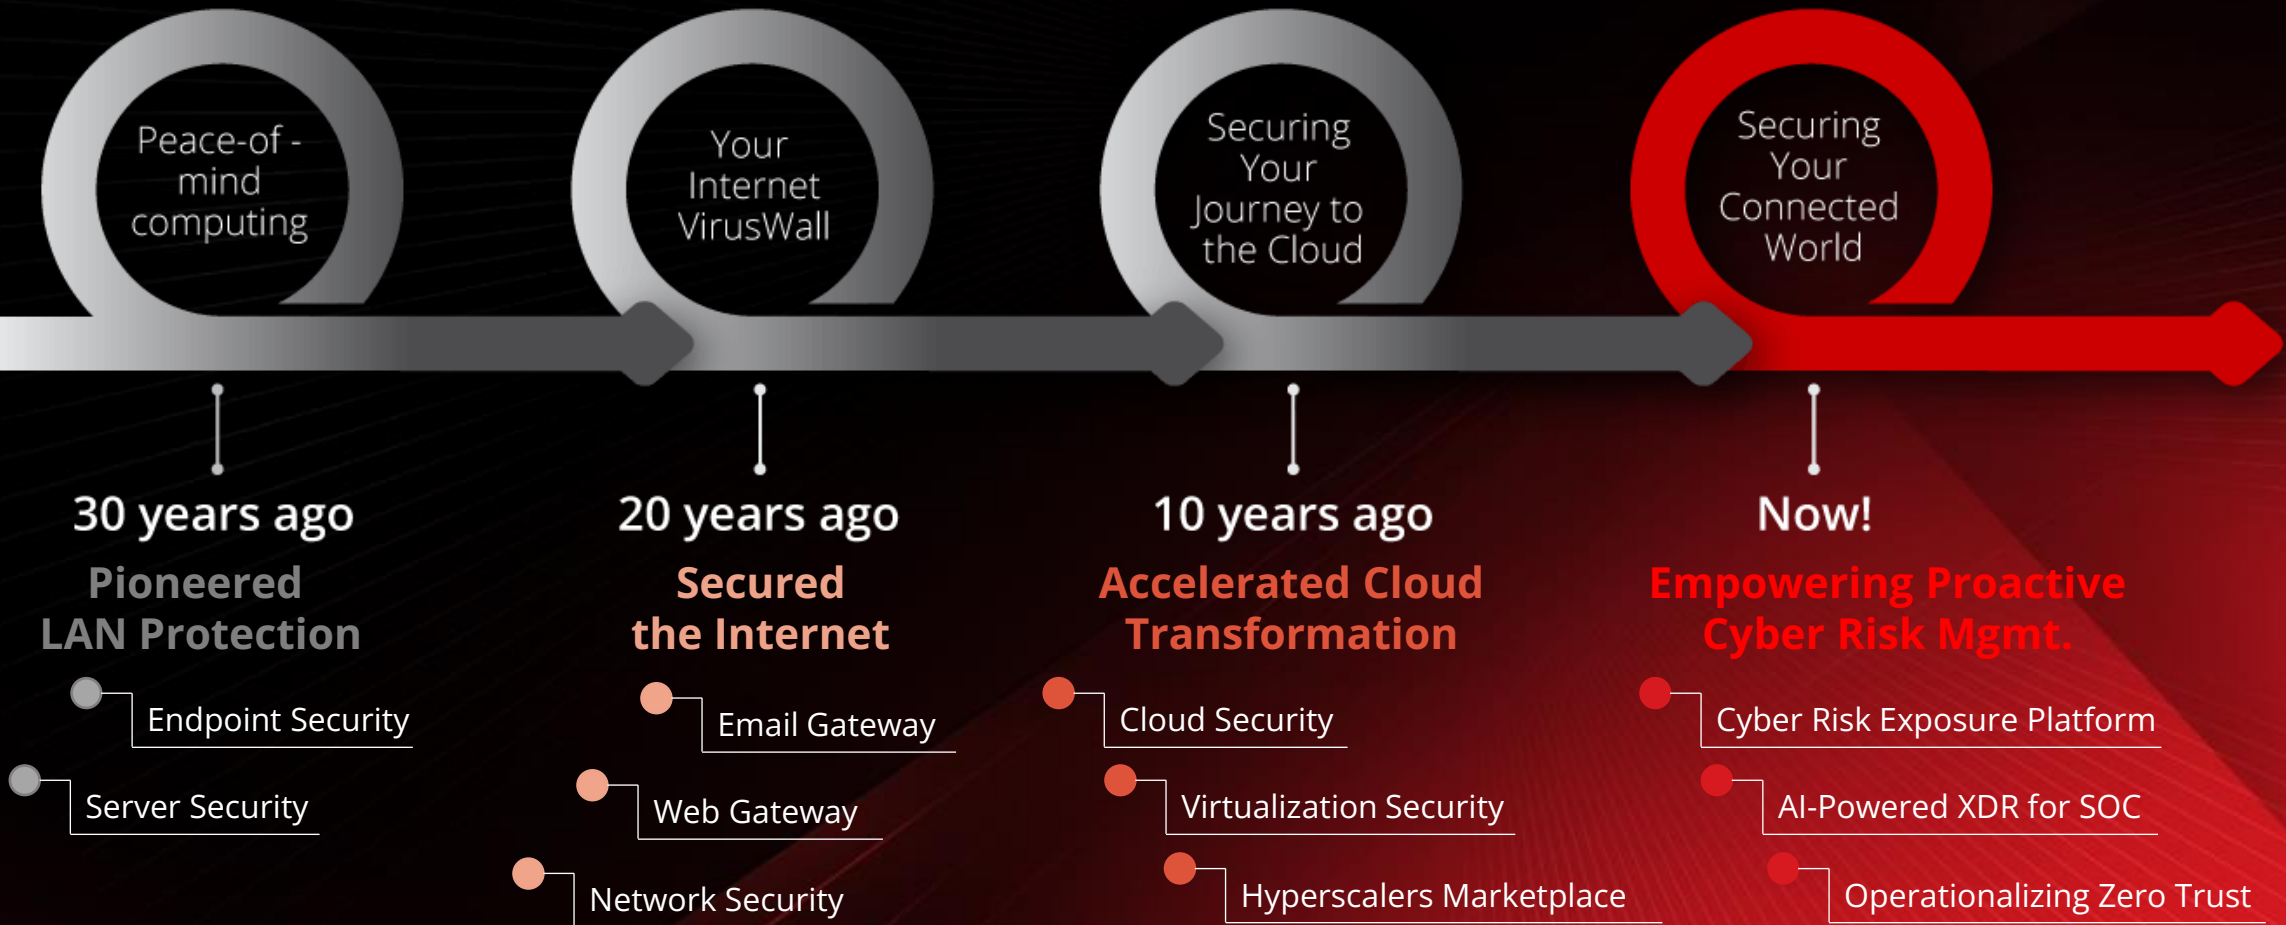 Peace-of -
mind
computing
Your
Internet
VirusWall
Securing
Your
Journey to
the Cloud
Securing
Your
Connected
World
30 years ago
Pioneered
LAN Protection
Endpoint Security
Server Security
20 years ago
Secured
the Internet
Email Gateway
Web Gateway
Network Security
10 years ago
Accelerated Cloud
Transformation
Cloud Security
Virtualization Security
Hyperscalers Marketplace
Now!
Empowering Proactive
Cyber Risk Mgmt.
Cyber Risk Exposure Platform
AI-Powered XDR for SOC
Operationalizing Zero Trust